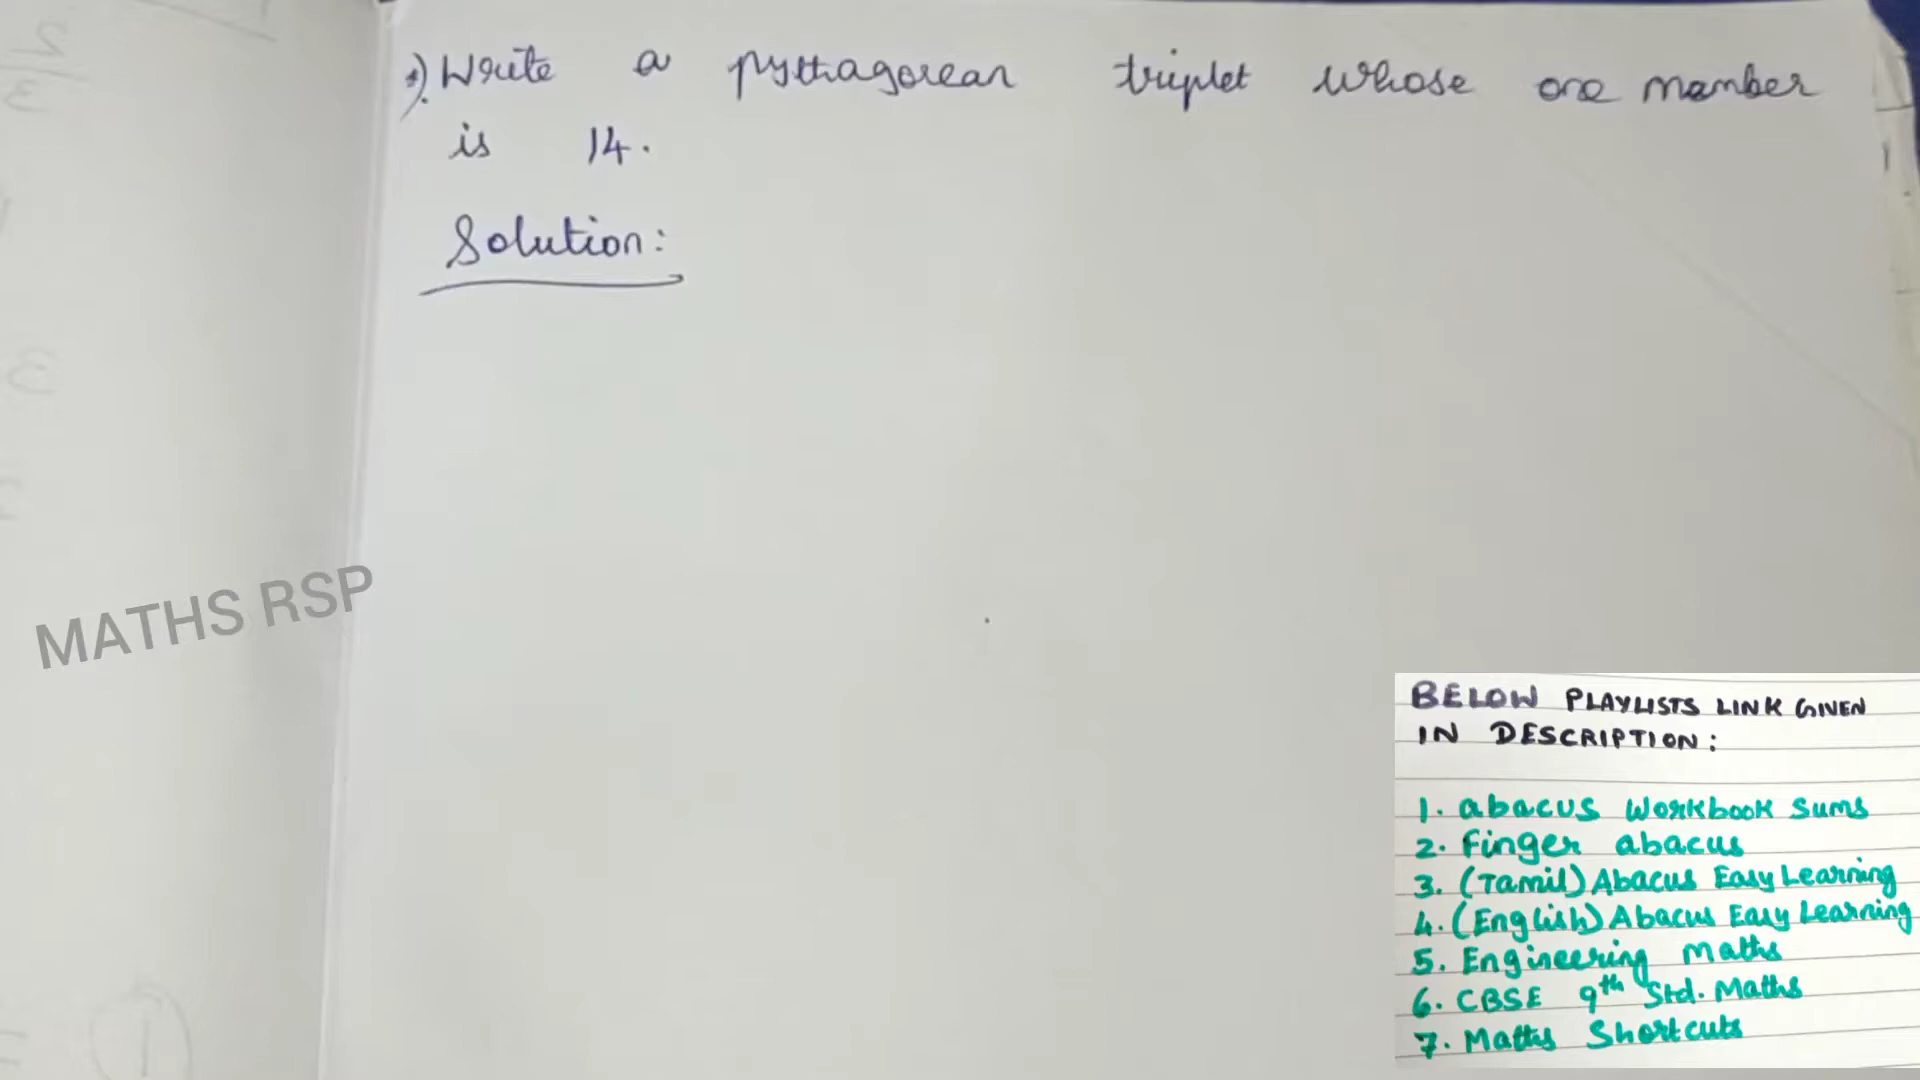 1). Write a pythagorean triplet whose one member
is 14.
Solution:
MATHS RSP
BELOW PLAYLISTS LINK GIVEN
IN DESCRIPTION:
1. abacus Workbook Sums
2. Finger abacus
3. (Tamil) Abacus Easy Learning
4. (English) Abacus Easy Learning
5. Engineering Maths
6. CBSE 9th Std. Maths
7. Maths Shortcuts